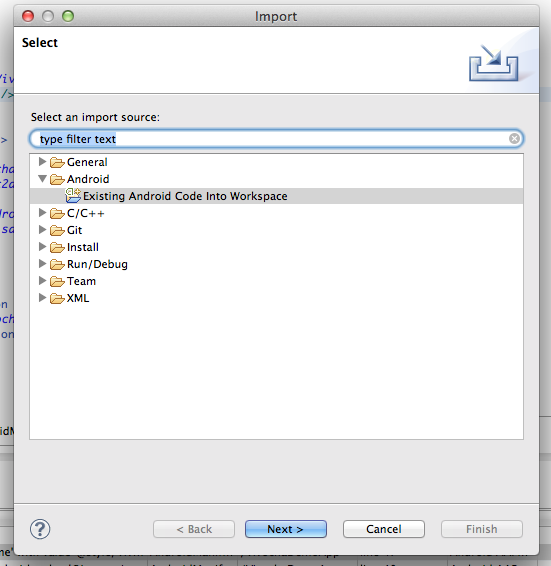 Import
Select
Select an import source:
type filter text
General
Android
Existing Android Code Into Workspace
C/C++
Git
Install
Run/Debug
Team
XML
? < Back Next > Cancel Finish